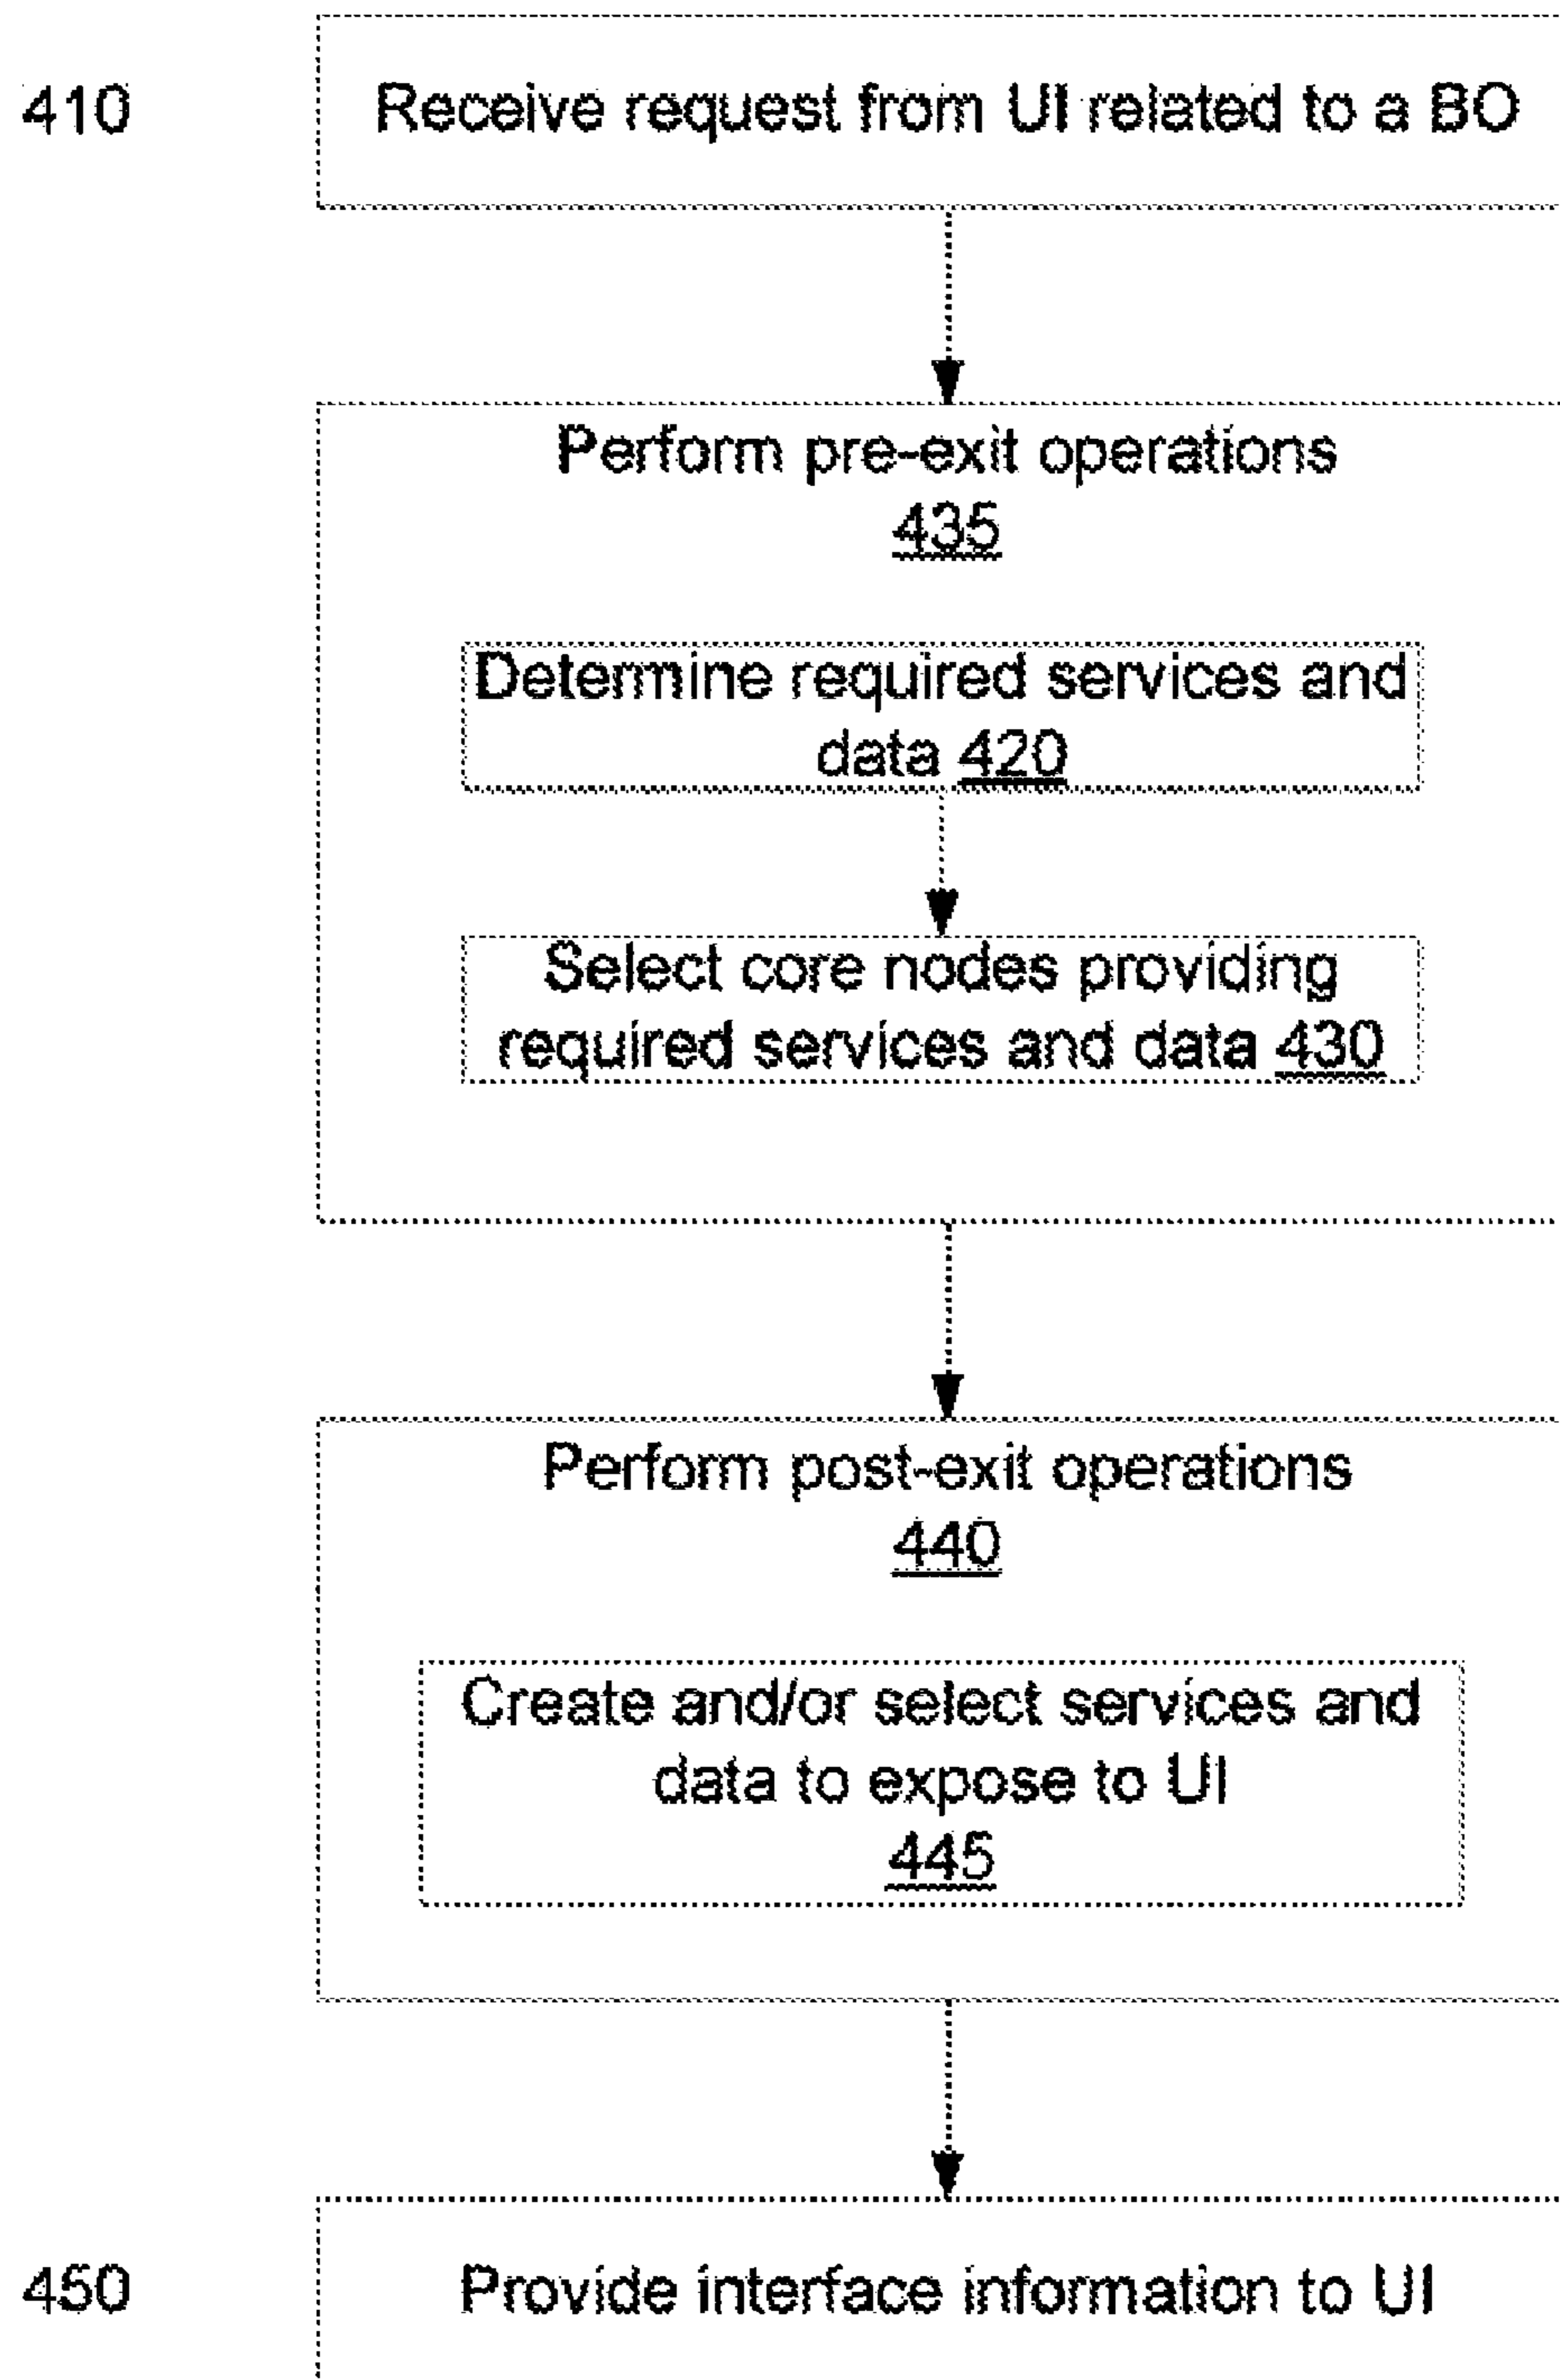 410
Receive request from UI related to a BO
Perform pre-exit operations
435
Determine required services and
data 420
Select core nodes providing
required services and data 430
Perform post-exit operations
440
Create and/or select services and
data to expose to UI
445
450
Provide interface information to UI